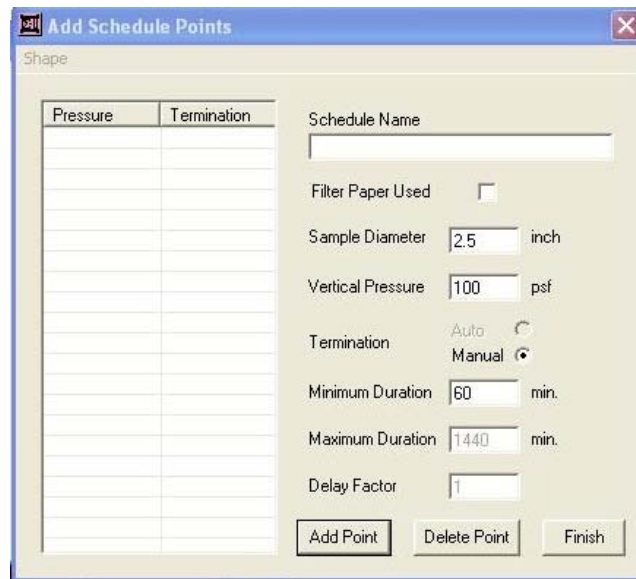 Add Schedule Points
Shape
Pressure Termination
Schedule Name
Filter Paper Used
Sample Diameter 2.5 inch
Vertical Pressure 100 psf
Termination Auto
Manual
Minimum Duration 60 min.
Maximum Duration 1440 min.
Delay Factor 1
Add Point Delete Point Finish